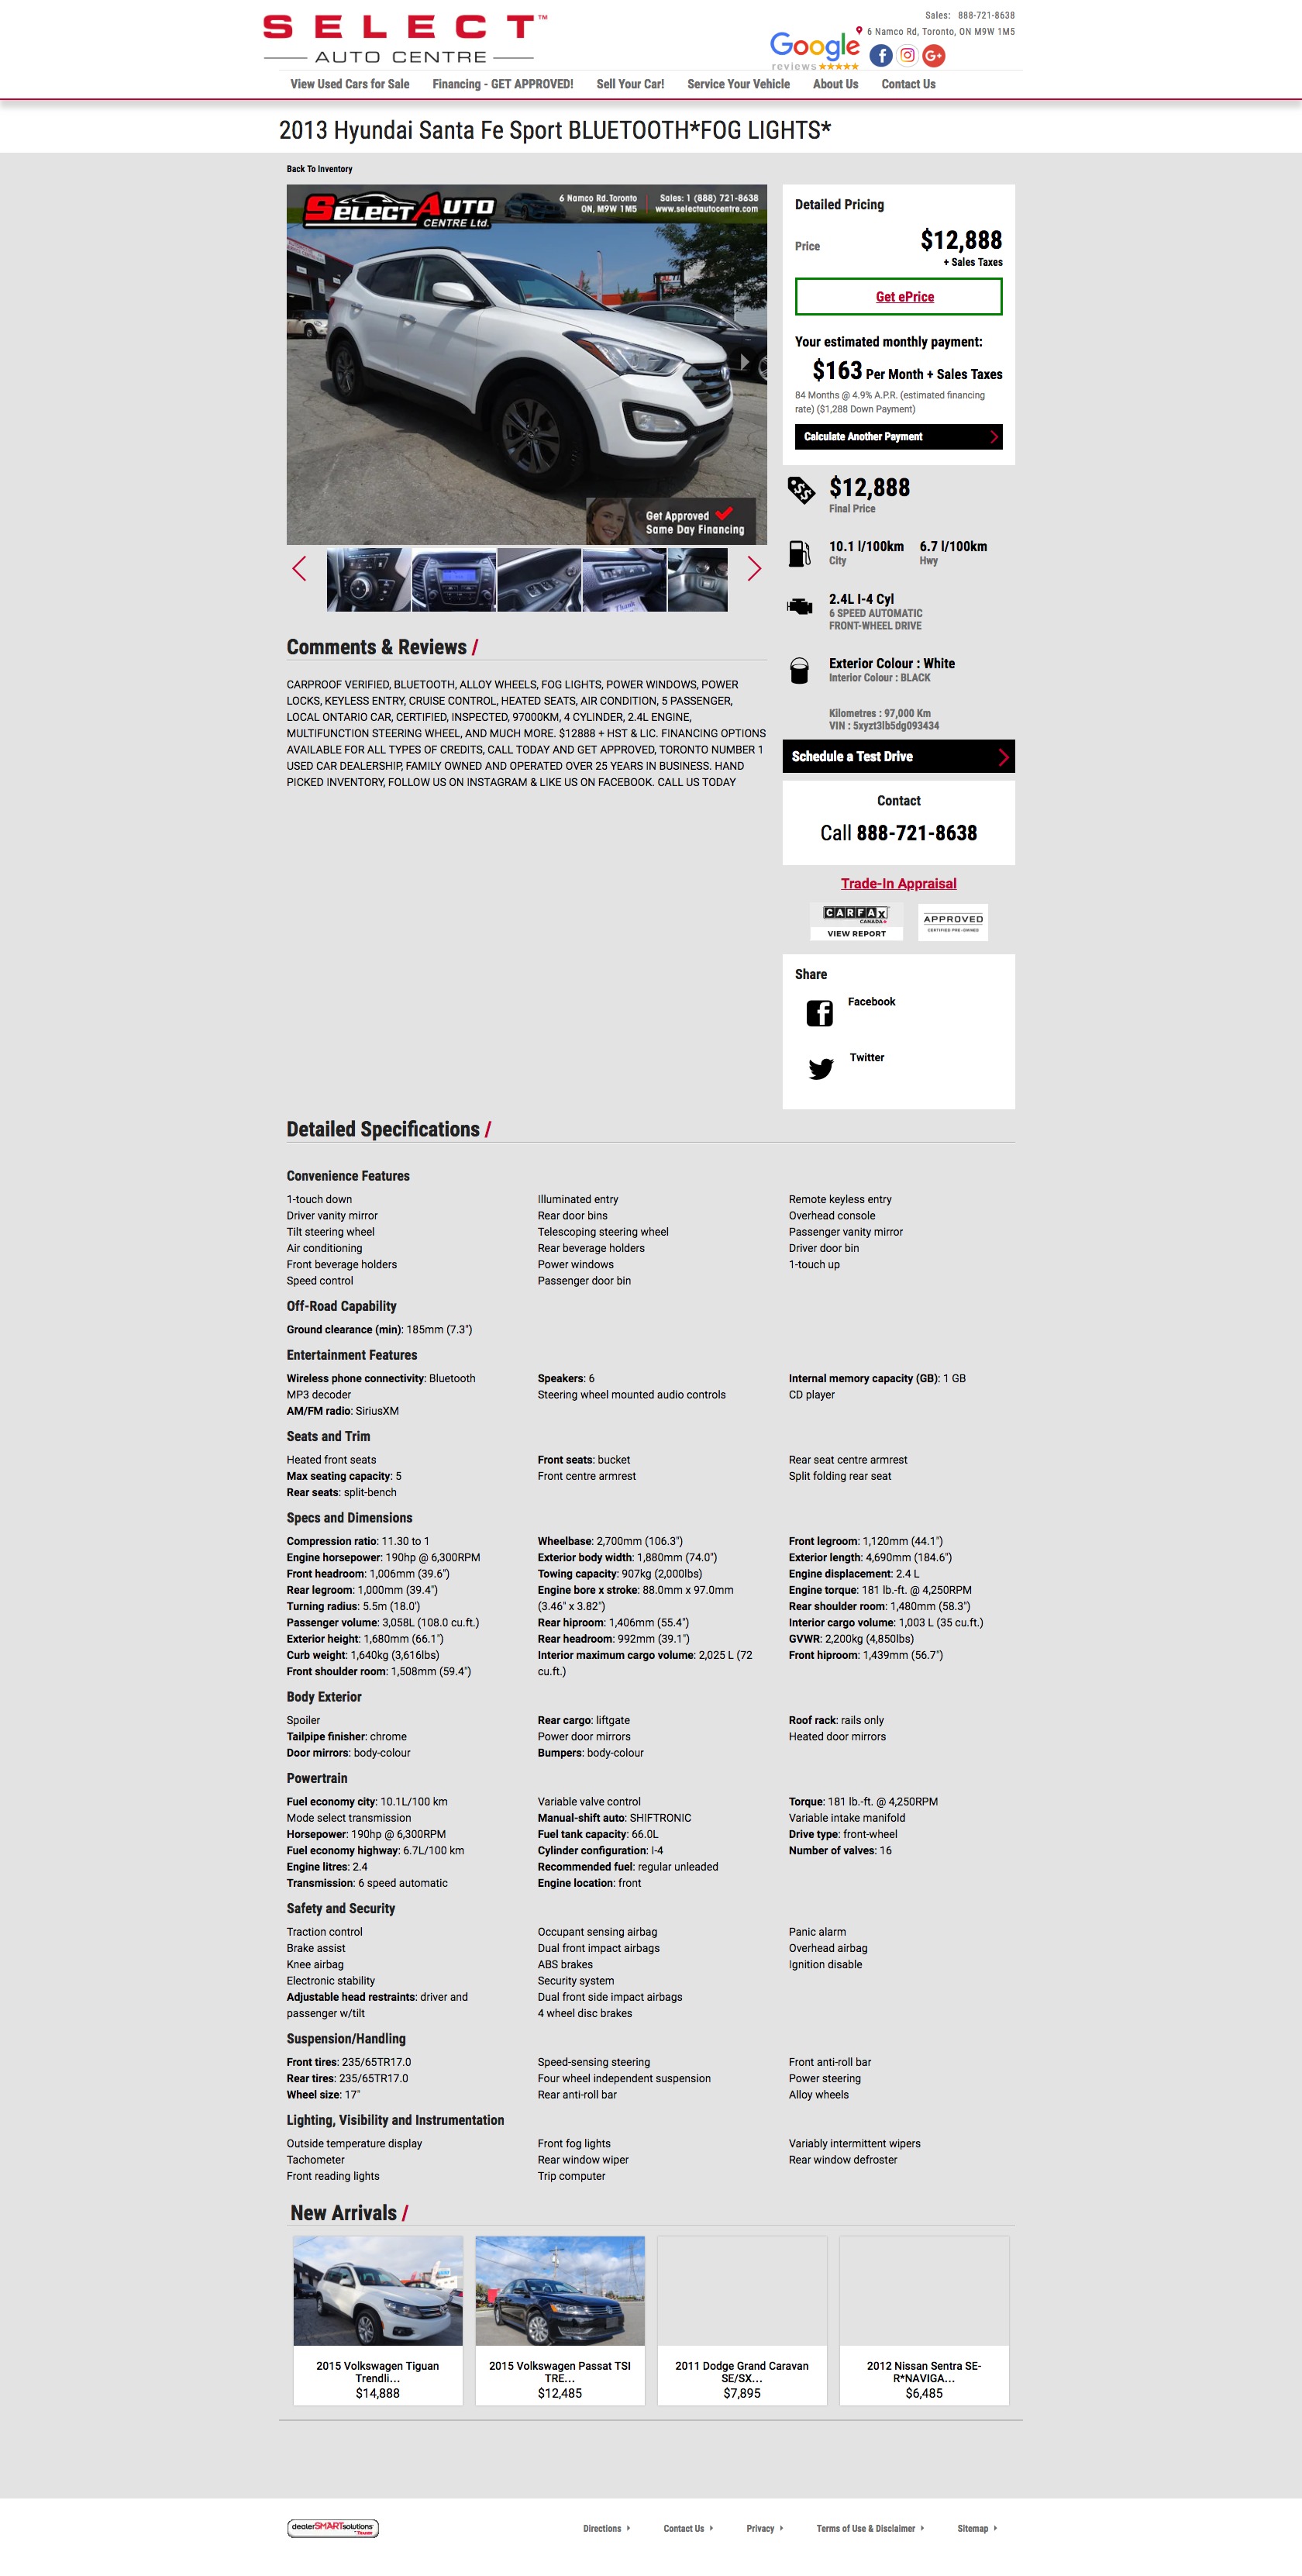 SELECT™
AUTO CENTRE
Sales: 888-721-8638
6 Namco Rd, Toronto, ON M9W 1M5
Google
reviews
View Used Cars for Sale Financing - GET APPROVED! Sell Your Car! Service Your Vehicle About Us Contact Us
2013 Hyundai Santa Fe Sport BLUETOOTH*FOG LIGHTS*
Back To Inventory
SELECT AUTO
CENTRE Ltd.
6 Namco Rd. Toronto
ON, M9W 1M5
Sales: 1 (888) 721-8638
www.selectautocentre.com
Get Approved
Same Day Financing
Thank
Detailed Pricing
Price $12,888
+ Sales Taxes
Get ePrice
Your estimated monthly payment:
$163 Per Month + Sales Taxes
84 Months @ 4.9% A.P.R. (estimated financing
rate) ($1,288 Down Payment)
Calculate Another Payment
$12,888
Final Price
10.1 l/100km 6.7 l/100km
City Hwy
2.4L I-4 Cyl
6 SPEED AUTOMATIC
FRONT-WHEEL DRIVE
Exterior Colour : White
Interior Colour : BLACK
Kilometres : 97,000 Km
VIN : 5xyzt3lb5dg093434
Schedule a Test Drive
Contact
Call 888-721-8638
Trade-In Appraisal
CARFAX
CANADA
VIEW REPORT
APPROVED
CERTIFIED PRE-OWNED
Share
Facebook
Twitter
Comments & Reviews /
CARPROOF VERIFIED, BLUETOOTH, ALLOY WHEELS, FOG LIGHTS, POWER WINDOWS, POWER
LOCKS, KEYLESS ENTRY, CRUISE CONTROL, HEATED SEATS, AIR CONDITION, 5 PASSENGER,
LOCAL ONTARIO CAR, CERTIFIED, INSPECTED, 97000KM, 4 CYLINDER, 2.4L ENGINE,
MULTIFUNCTION STEERING WHEEL, AND MUCH MORE. $12888 + HST & LIC. FINANCING OPTIONS
AVAILABLE FOR ALL TYPES OF CREDITS, CALL TODAY AND GET APPROVED, TORONTO NUMBER 1
USED CAR DEALERSHIP, FAMILY OWNED AND OPERATED OVER 25 YEARS IN BUSINESS. HAND
PICKED INVENTORY, FOLLOW US ON INSTAGRAM & LIKE US ON FACEBOOK. CALL US TODAY
Detailed Specifications /
Convenience Features
1-touch down Illuminated entry Remote keyless entry
Driver vanity mirror Rear door bins Overhead console
Tilt steering wheel Telescoping steering wheel Passenger vanity mirror
Air conditioning Rear beverage holders Driver door bin
Front beverage holders Power windows 1-touch up
Speed control Passenger door bin
Off-Road Capability
Ground clearance (min): 185mm (7.3")
Entertainment Features
Wireless phone connectivity: Bluetooth Speakers: 6 Internal memory capacity (GB): 1 GB
MP3 decoder Steering wheel mounted audio controls CD player
AM/FM radio: SiriusXM
Seats and Trim
Heated front seats Front seats: bucket Rear seat centre armrest
Max seating capacity: 5 Front centre armrest Split folding rear seat
Rear seats: split-bench
Specs and Dimensions
Compression ratio: 11.30 to 1 Wheelbase: 2,700mm (106.3") Front legroom: 1,120mm (44.1")
Engine horsepower: 190hp @ 6,300RPM Exterior body width: 1,880mm (74.0") Exterior length: 4,690mm (184.6")
Front headroom: 1,006mm (39.6") Towing capacity: 907kg (2,000lbs) Engine displacement: 2.4 L
Rear legroom: 1,000mm (39.4") Engine bore x stroke: 88.0mm x 97.0mm Engine torque: 181 lb.-ft. @ 4,250RPM
Turning radius: 5.5m (18.0') (3.46" x 3.82") Rear shoulder room: 1,480mm (58.3")
Passenger volume: 3,058L (108.0 cu.ft.) Rear hiproom: 1,406mm (55.4") Interior cargo volume: 1,003 L (35 cu.ft.)
Exterior height: 1,680mm (66.1") Rear headroom: 992mm (39.1") GVWR: 2,200kg (4,850lbs)
Curb weight: 1,640kg (3,616lbs) Interior maximum cargo volume: 2,025 L (72 Front hiproom: 1,439mm (56.7")
Front shoulder room: 1,508mm (59.4") cu.ft.)
Body Exterior
Spoiler Rear cargo: liftgate Roof rack: rails only
Tailpipe finisher: chrome Power door mirrors Heated door mirrors
Door mirrors: body-colour Bumpers: body-colour
Powertrain
Fuel economy city: 10.1L/100 km Variable valve control Torque: 181 lb.-ft. @ 4,250RPM
Mode select transmission Manual-shift auto: SHIFTRONIC Variable intake manifold
Horsepower: 190hp @ 6,300RPM Fuel tank capacity: 66.0L Drive type: front-wheel
Fuel economy highway: 6.7L/100 km Cylinder configuration: I-4 Number of valves: 16
Engine litres: 2.4 Recommended fuel: regular unleaded
Transmission: 6 speed automatic Engine location: front
Safety and Security
Traction control Occupant sensing airbag Panic alarm
Brake assist Dual front impact airbags Overhead airbag
Knee airbag ABS brakes Ignition disable
Electronic stability Security system
Adjustable head restraints: driver and Dual front side impact airbags
passenger w/tilt 4 wheel disc brakes
Suspension/Handling
Front tires: 235/65TR17.0 Speed-sensing steering Front anti-roll bar
Rear tires: 235/65TR17.0 Four wheel independent suspension Power steering
Wheel size: 17" Rear anti-roll bar Alloy wheels
Lighting, Visibility and Instrumentation
Outside temperature display Front fog lights Variably intermittent wipers
Tachometer Rear window wiper Rear window defroster
Front reading lights Trip computer
New Arrivals /
2015 Volkswagen Tiguan
Trendli...
$14,888
2015 Volkswagen Passat TSI
TRE...
$12,485
2011 Dodge Grand Caravan
SE/SX...
$7,895
2012 Nissan Sentra SE-
R*NAVIGA...
$6,485
dealerSMARTsolutions
Directions Contact Us Privacy Terms of Use & Disclaimer Sitemap